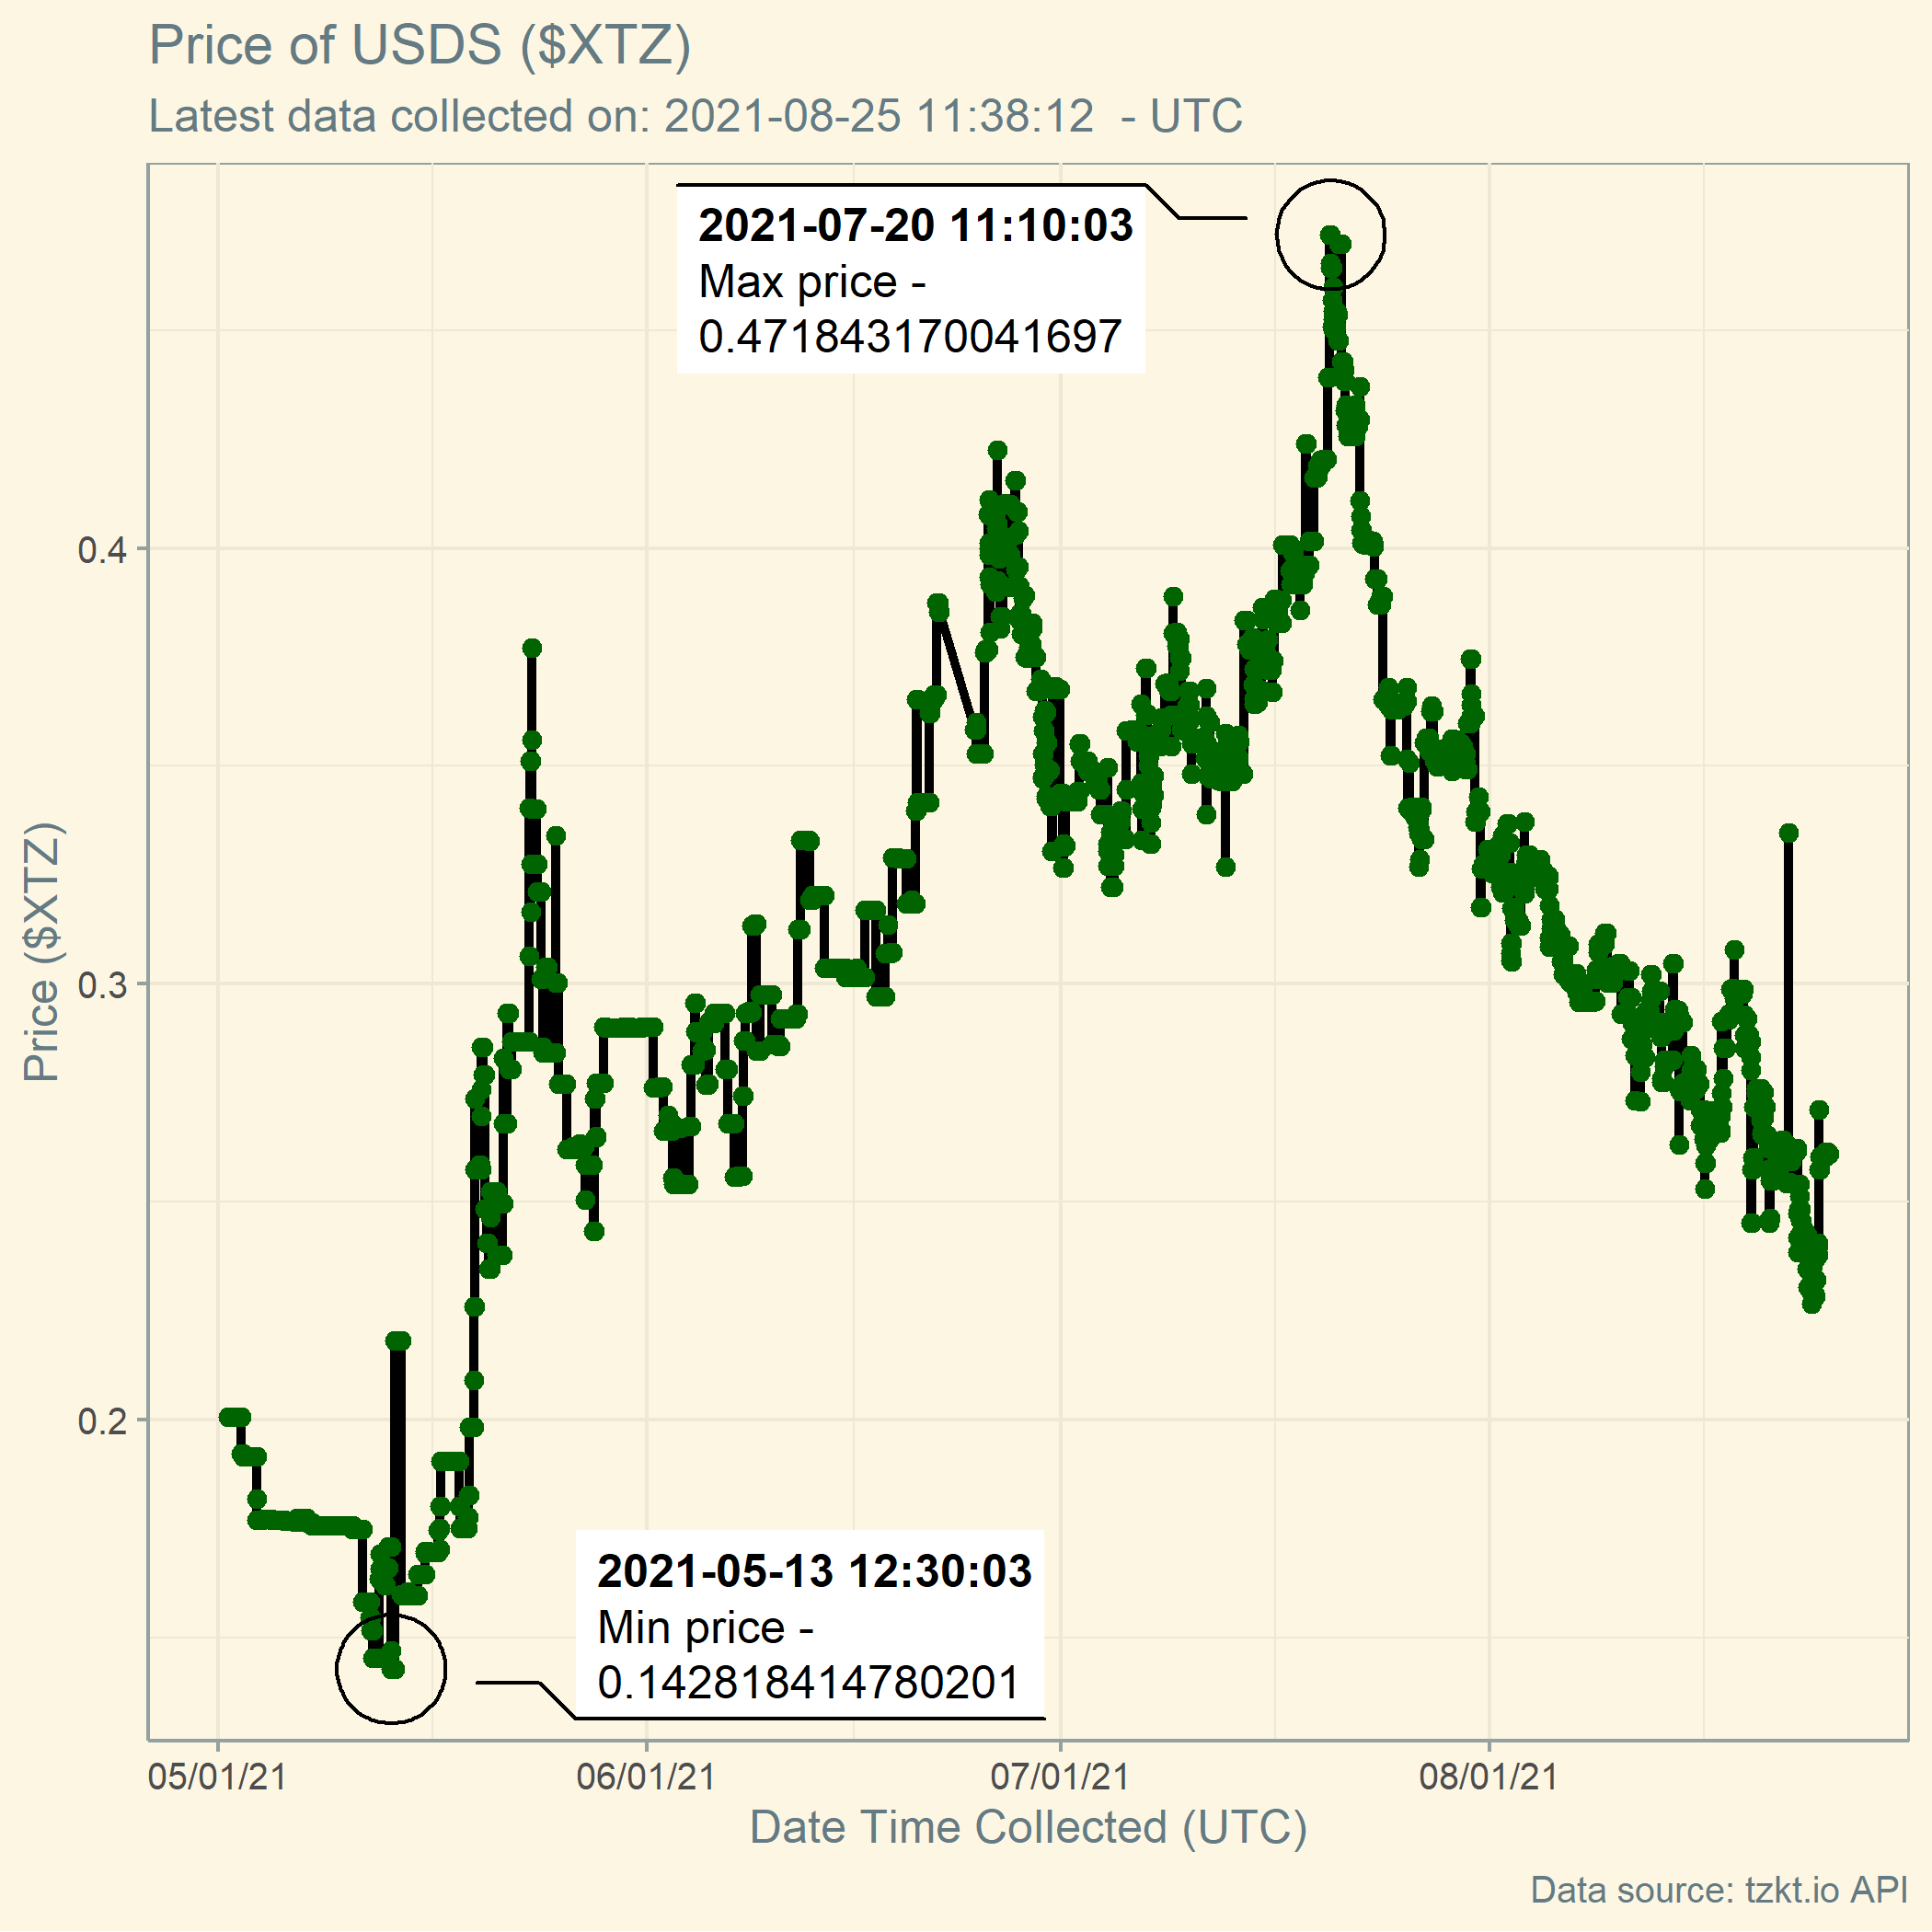 Price of USDS ($XTZ)
Latest data collected on: 2021-08-25 11:38:12  - UTC
2021-07-20 11:10:03
Max price -
0.471843170041697
0.4
0.3
0.2
Price ($XTZ)
2021-05-13 12:30:03
Min price -
0.142818414780201
05/01/21 06/01/21 07/01/21 08/01/21
Date Time Collected (UTC)
Data source: tzkt.io API